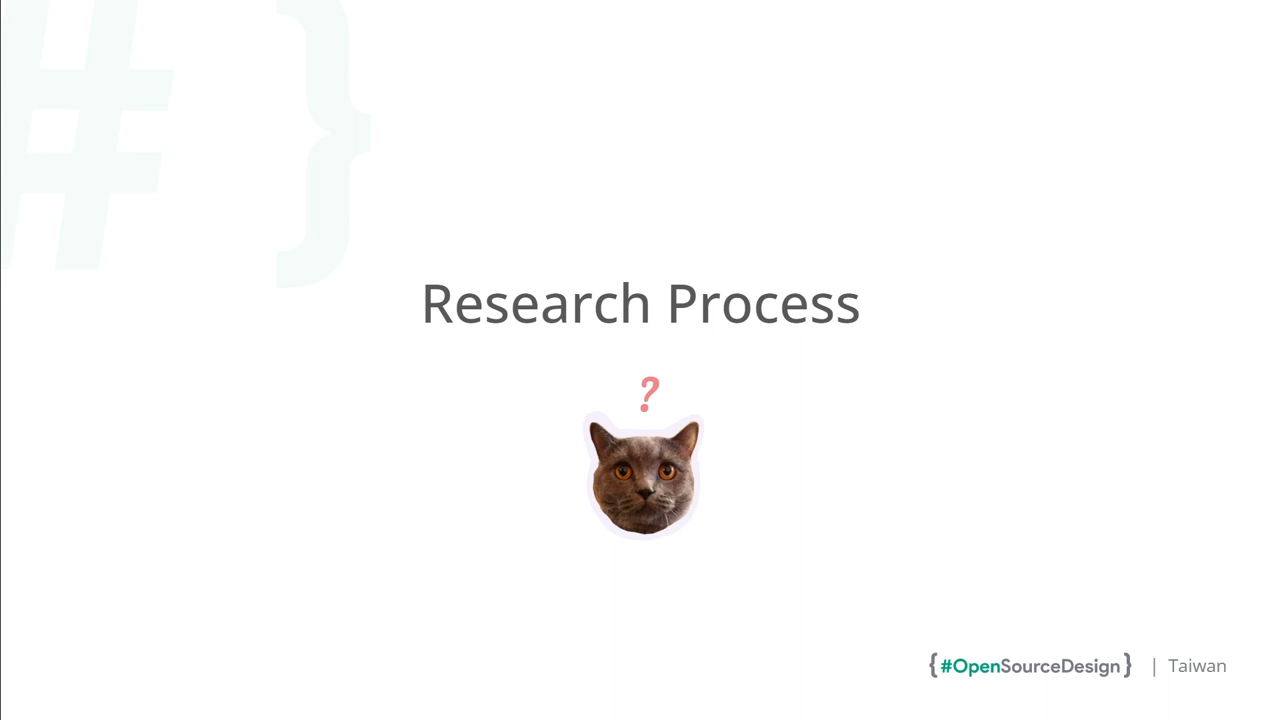 # }
Research Process
?
{#OpenSourceDesign} | Taiwan